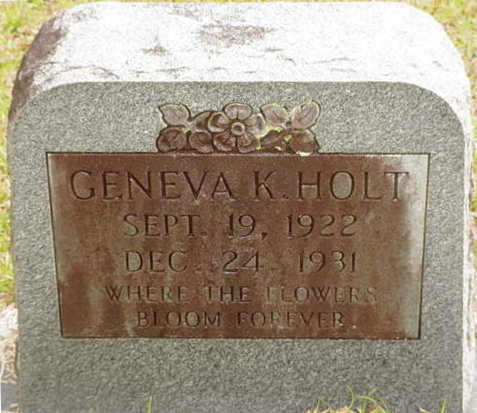 GENEVA K. HOLT
SEPT. 19, 1922
DEC. 24, 1931
WHERE THE FLOWERS
BLOOM FOREVER